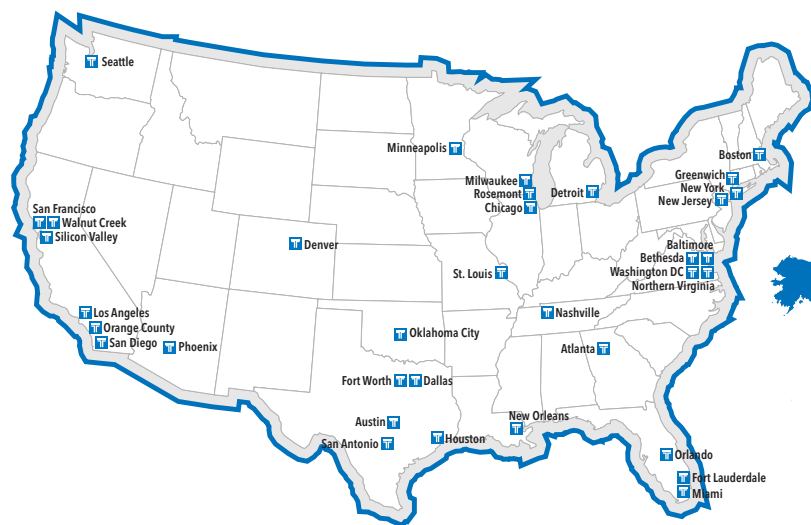 Seattle
Minneapolis
Boston
Milwaukee
Greenwich
Rosemont
Detroit
New York
Chicago
New Jersey
San Francisco
Walnut Creek
Silicon Valley
Denver
Baltimore
Bethesda
St. Louis
Washington DC
Northern Virginia
Los Angeles
Nashville
Orange County
Oklahoma City
San Diego
Phoenix
Atlanta
Fort Worth
Dallas
New Orleans
Austin
Houston
San Antonio
Orlando
Fort Lauderdale
Miami